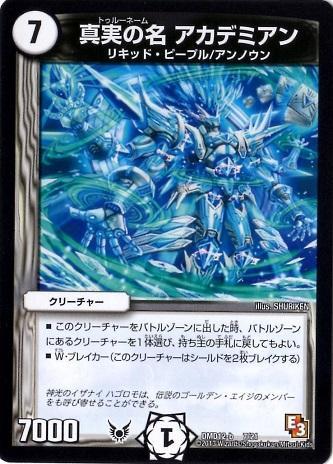 7
トゥルーネーム
真実の名 アカデミアン
リキッド・ピープル/アンノウン
illus. SHURIKEN
クリーチャー
■このクリーチャーをバトルゾーンに出した時、バトルゾー
ンにあるクリーチャーを1体選び、持ち主の手札に戻してもよい。
■W・ブレイカー(このクリーチャーはシールドを2枚ブレイクする)
神光のイザナイ ハゴロモは、伝説のゴールデン・エイジのメンバー
をも呼び寄せることができる。
7000
1
E3